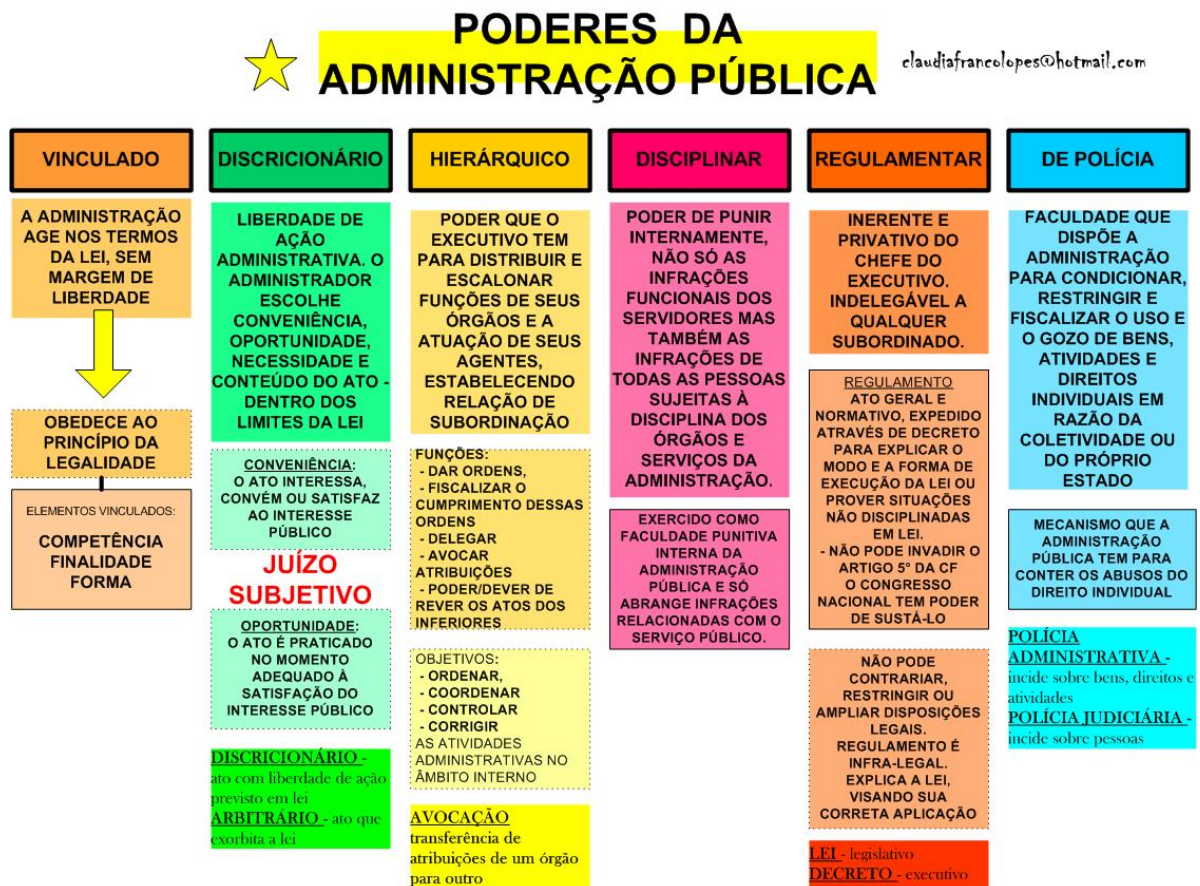 PODERES DA
ADMINISTRAÇÃO PÚBLICA
claudiafrancolopes@hotmail.com
VINCULADO
A ADMINISTRAÇÃO
AGE NOS TERMOS
DA LEI, SEM
MARGEM DE
LIBERDADE
OBEDECE AO
PRINCÍPIO DA
LEGALIDADE
ELEMENTOS VINCULADOS:
COMPETÊNCIA
FINALIDADE
FORMA
DISCRICIONÁRIO
LIBERDADE DE
AÇÃO
ADMINISTRATIVA. O
ADMINISTRADOR
ESCOLHE
CONVENIÊNCIA,
OPORTUNIDADE,
NECESSIDADE E
CONTEÚDO DO ATO -
DENTRO DOS
LIMITES DA LEI
CONVENIÊNCIA:
O ATO INTERESSA,
CONVÉM OU SATISFAZ
AO INTERESSE
PÚBLICO
JUÍZO
SUBJETIVO
OPORTUNIDADE:
O ATO É PRATICADO
NO MOMENTO
ADEQUADO À
SATISFAÇÃO DO
INTERESSE PÚBLICO
DISCRICIONÁRIO -
ato com liberdade de ação
previsto em lei
ARBITRÁRIO - ato que
exorbita a lei
HIERÁRQUICO
PODER QUE O
EXECUTIVO TEM
PARA DISTRIBUIR E
ESCALONAR
FUNÇÕES DE SEUS
ÓRGÃOS E A
ATUAÇÃO DE SEUS
AGENTES,
ESTABELECENDO
RELAÇÃO DE
SUBORDINAÇÃO
FUNÇÕES:
- DAR ORDENS,
- FISCALIZAR O
CUMPRIMENTO DESSAS
ORDENS
- DELEGAR
- AVOCAR
ATRIBUIÇÕES
- PODER/DEVER DE
REVER OS ATOS DOS
INFERIORES
OBJETIVOS:
- ORDENAR,
- COORDENAR
- CONTROLAR
- CORRIGIR
AS ATIVIDADES
ADMINISTRATIVAS NO
ÂMBITO INTERNO
AVOCAÇÃO
transferência de
atribuições de um órgão
para outro
DISCIPLINAR
PODER DE PUNIR
INTERNAMENTE,
NÃO SÓ AS
INFRAÇÕES
FUNCIONAIS DOS
SERVIDORES MAS
TAMBÉM AS
INFRAÇÕES DE
TODAS AS PESSOAS
SUJEITAS À
DISCIPLINA DOS
ÓRGÃOS E
SERVIÇOS DA
ADMINISTRAÇÃO.
EXERCIDO COMO
FACULDADE PUNITIVA
INTERNA DA
ADMINISTRAÇÃO
PÚBLICA E SÓ
ABRANGE INFRAÇÕES
RELACIONADAS COM O
SERVIÇO PÚBLICO.
REGULAMENTAR
INERENTE E
PRIVATIVO DO
CHEFE DO
EXECUTIVO.
INDELEGÁVEL A
QUALQUER
SUBORDINADO.
REGULAMENTO
ATO GERAL E
NORMATIVO, EXPEDIDO
ATRAVÉS DE DECRETO
PARA EXPLICAR O
MODO E A FORMA DE
EXECUÇÃO DA LEI OU
PROVER SITUAÇÕES
NÃO DISCIPLINADAS
EM LEI.
- NÃO PODE INVADIR O
ARTIGO 5º DA CF
O CONGRESSO
NACIONAL TEM PODER
DE SUSTÁ-LO
NÃO PODE
CONTRARIAR,
RESTRINGIR OU
AMPLIAR DISPOSIÇÕES
LEGAIS.
REGULAMENTO É
INFRA-LEGAL.
EXPLICA A LEI,
VISANDO SUA
CORRETA APLICAÇÃO
LEI - legislativo
DECRETO - executivo
DE POLÍCIA
FACULDADE QUE
DISPÕE A
ADMINISTRAÇÃO
PARA CONDICIONAR,
RESTRINGIR E
FISCALIZAR O USO E
O GOZO DE BENS,
ATIVIDADES E
DIREITOS
INDIVIDUAIS EM
RAZÃO DA
COLETIVIDADE OU
DO PRÓPRIO
ESTADO
MECANISMO QUE A
ADMINISTRAÇÃO
PÚBLICA TEM PARA
CONTER OS ABUSOS DO
DIREITO INDIVIDUAL
POLÍCIA
ADMINISTRATIVA -
incide sobre bens, direitos e
atividades
POLÍCIA JUDICIÁRIA -
incide sobre pessoas